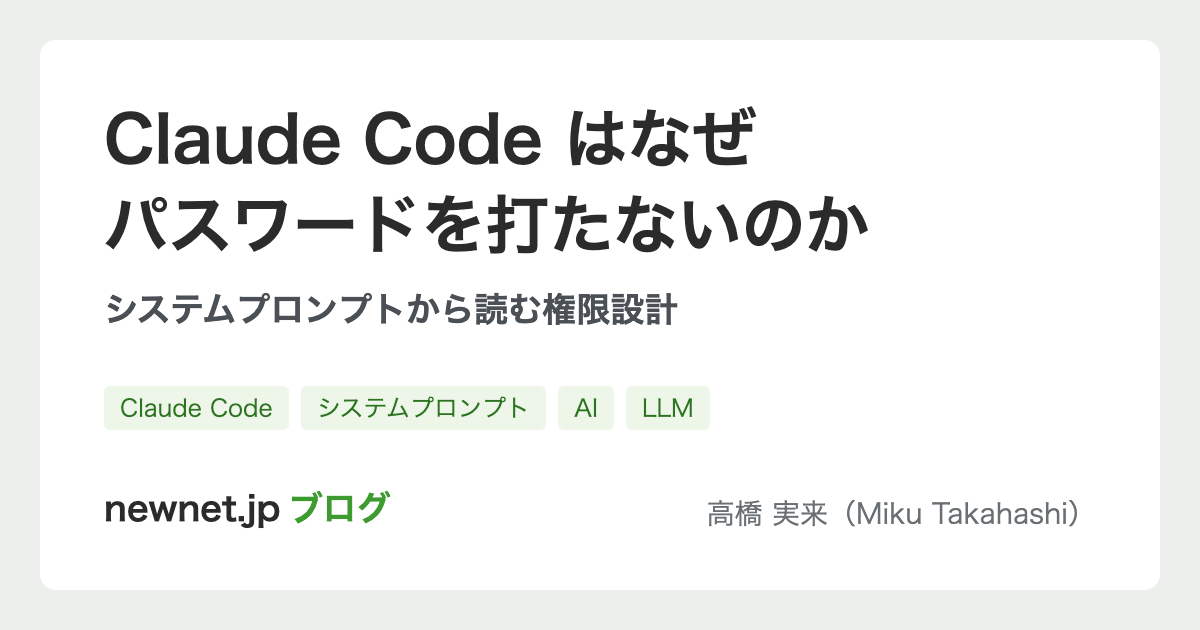 Claude Code はなぜ
パスワードを打たないのか
システムプロンプトから読む権限設計
Claude Code システムプロンプト AI LLM
newnet.jp ブログ 高橋 実来（Miku Takahashi）